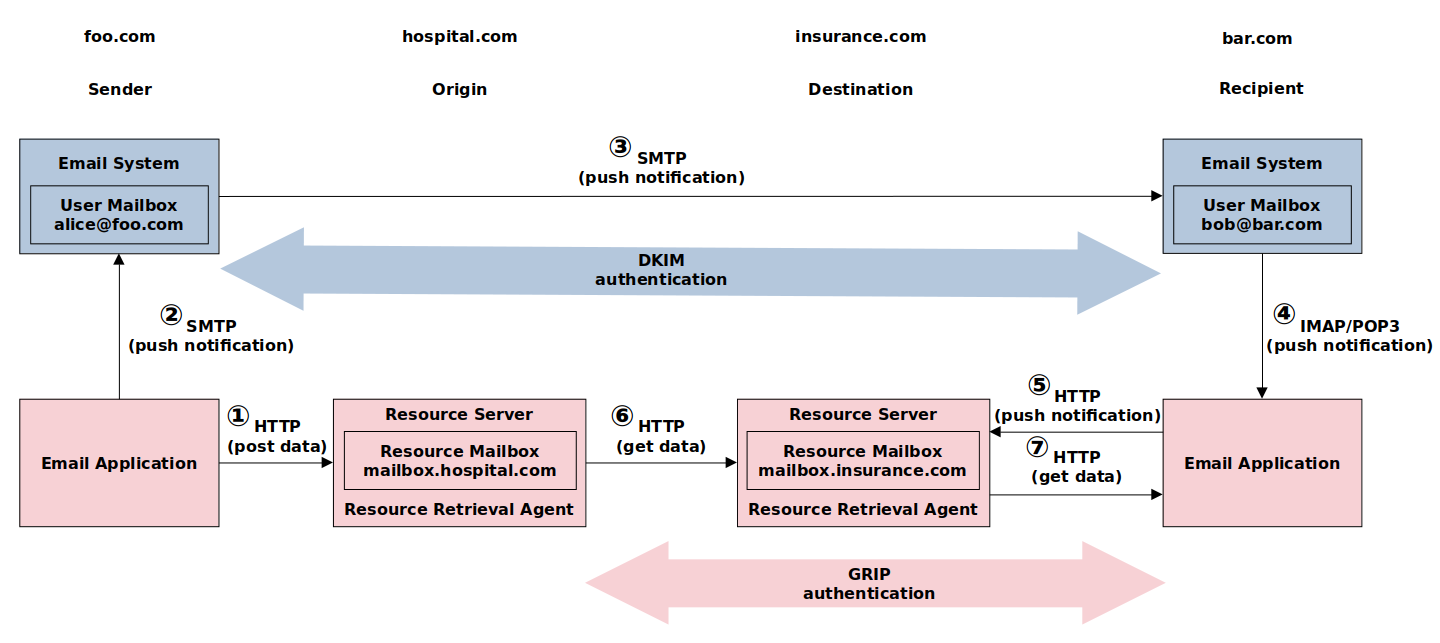 foo.com
hospital.com
insurance.com
bar.com
Sender
Origin
Destination
Recipient
Email System
User Mailbox
alice@foo.com
③ SMTP
(push notification)
Email System
User Mailbox
bob@bar.com
DKIM
authentication
② SMTP
(push notification)
④ IMAP/POP3
(push notification)
Email Application
① HTTP
(post data)
Resource Server
Resource Mailbox
mailbox.hospital.com
Resource Retrieval Agent
⑥ HTTP
(get data)
Resource Server
Resource Mailbox
mailbox.insurance.com
Resource Retrieval Agent
⑤ HTTP
(push notification)
⑦ HTTP
(get data)
Email Application
GRIP
authentication